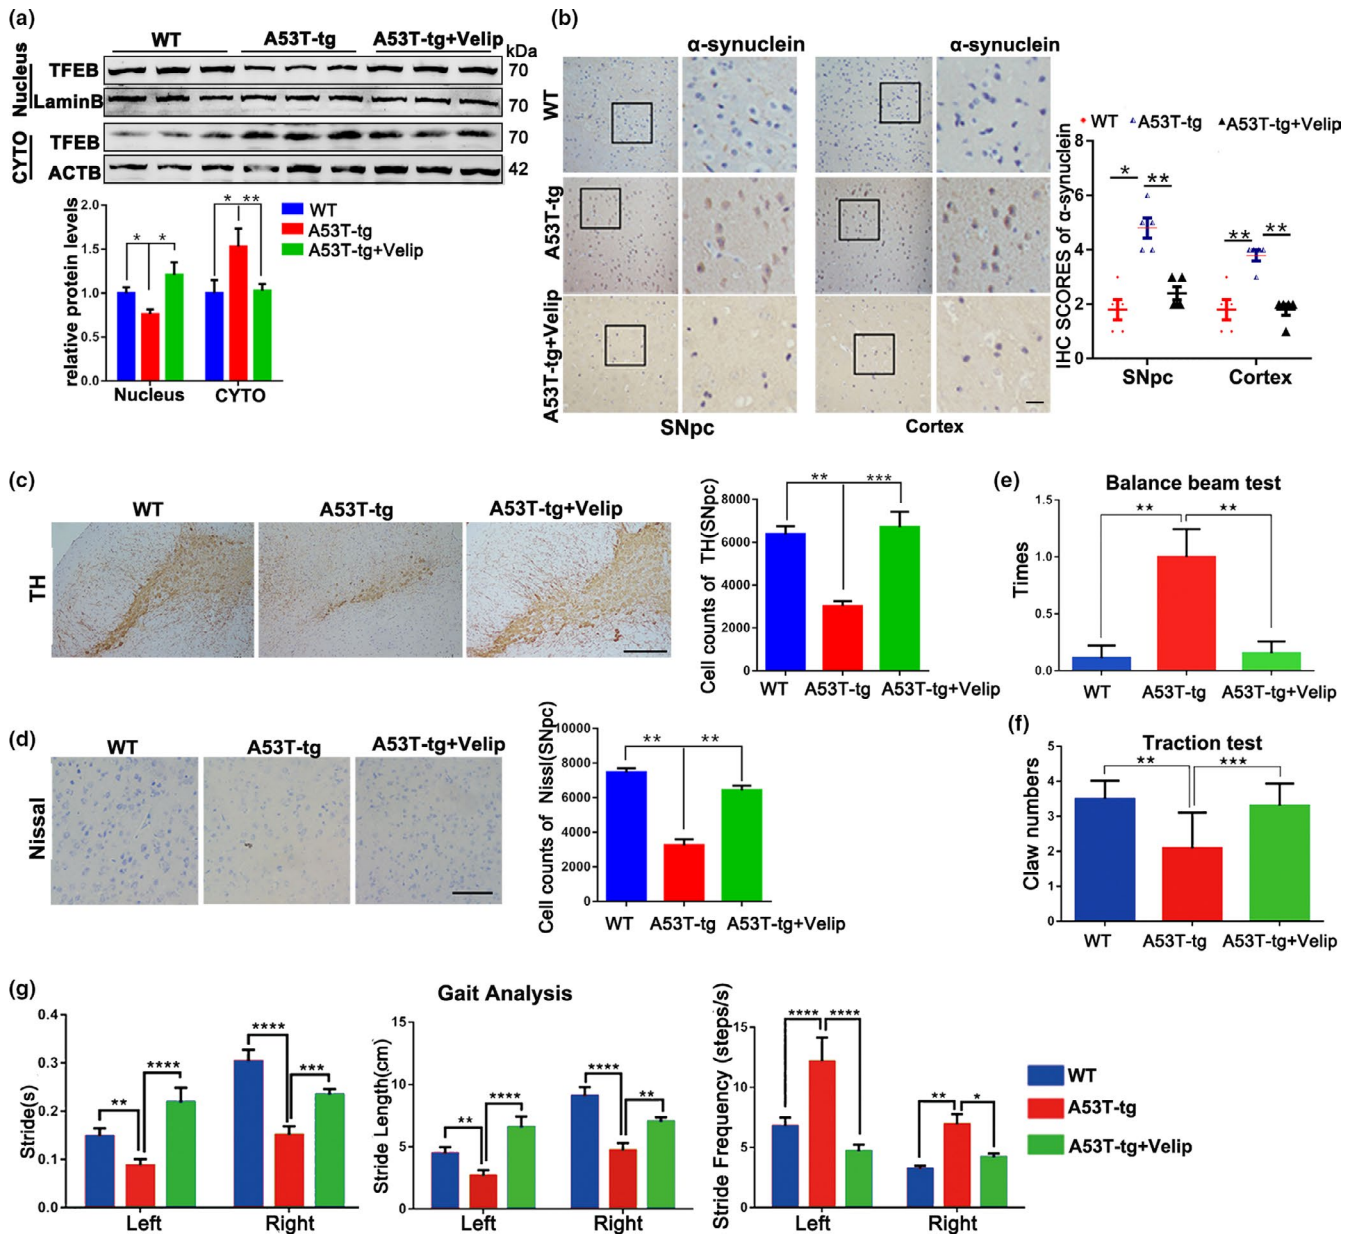 (a)
WT A53T-tg A53T-tg+Velip
kDa
Nucleus
TFEB 70
LaminB 70
CYTO
TFEB 70
ACTB 42
relative protein levels
2.0
1.5
1.0
0.5
0.0
* * * **
WT
A53T-tg
A53T-tg+Velip
Nucleus CYTO
(b)
α-synuclein α-synuclein
WT
A53T-tg
A53T-tg+Velip
SNpc Cortex
WT A53T-tg A53T-tg+Velip
IHC SCORES of α-synuclein
8
6
4
2
0
* ** ** **
SNpc Cortex
(c)
WT A53T-tg A53T-tg+Velip
TH
Cell counts of TH(SNpc)
8000
6000
4000
2000
0
** ***
WT A53T-tg A53T-tg+Velip
(d)
WT A53T-tg A53T-tg+Velip
Nissal
Cell counts of Nissl(SNpc)
10000
8000
6000
4000
2000
0
** **
WT A53T-tg A53T-tg+Velip
(e)
Balance beam test
Times
1.5
1.0
0.5
0.0
** **
WT A53T-tg A53T-tg+Velip
(f)
Traction test
Claw numbers
5
4
3
2
1
0
** ***
WT A53T-tg A53T-tg+Velip
(g)
Gait Analysis
Stride(s)
0.4
0.3
0.2
0.1
0.0
** **** **** ***
Left Right
Stride Length(cm)
15
10
5
0
** **** **** **
Left Right
Stride Frequency (steps/s)
15
10
5
0
**** **** ** *
Left Right
WT
A53T-tg
A53T-tg+Velip